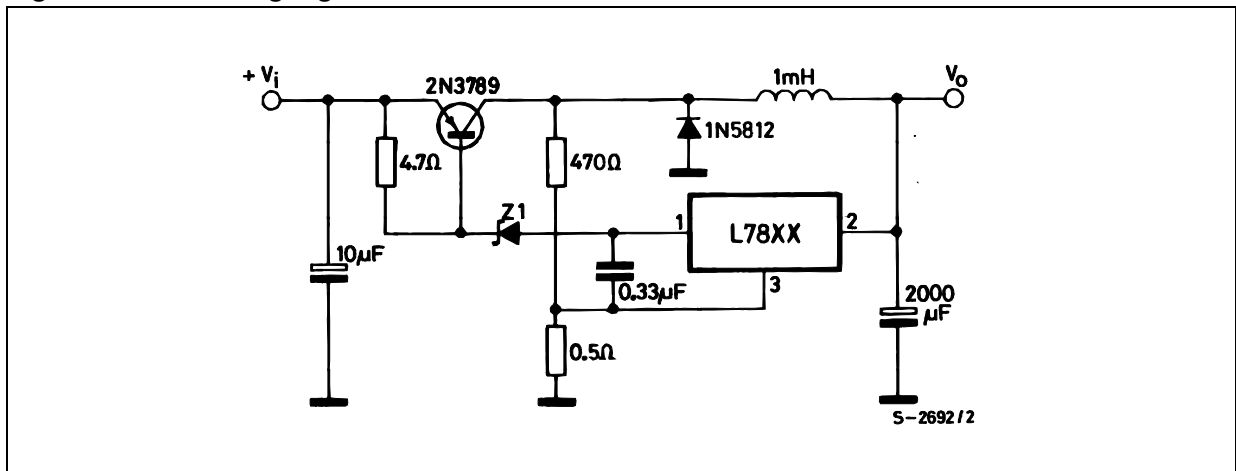 + Vi
2N3789
1mH
Vo
4.7Ω
470Ω
1N5812
Z1
1
L78XX
2
10µF
0.33µF
3
2000
µF
0.5Ω
S-2692/2